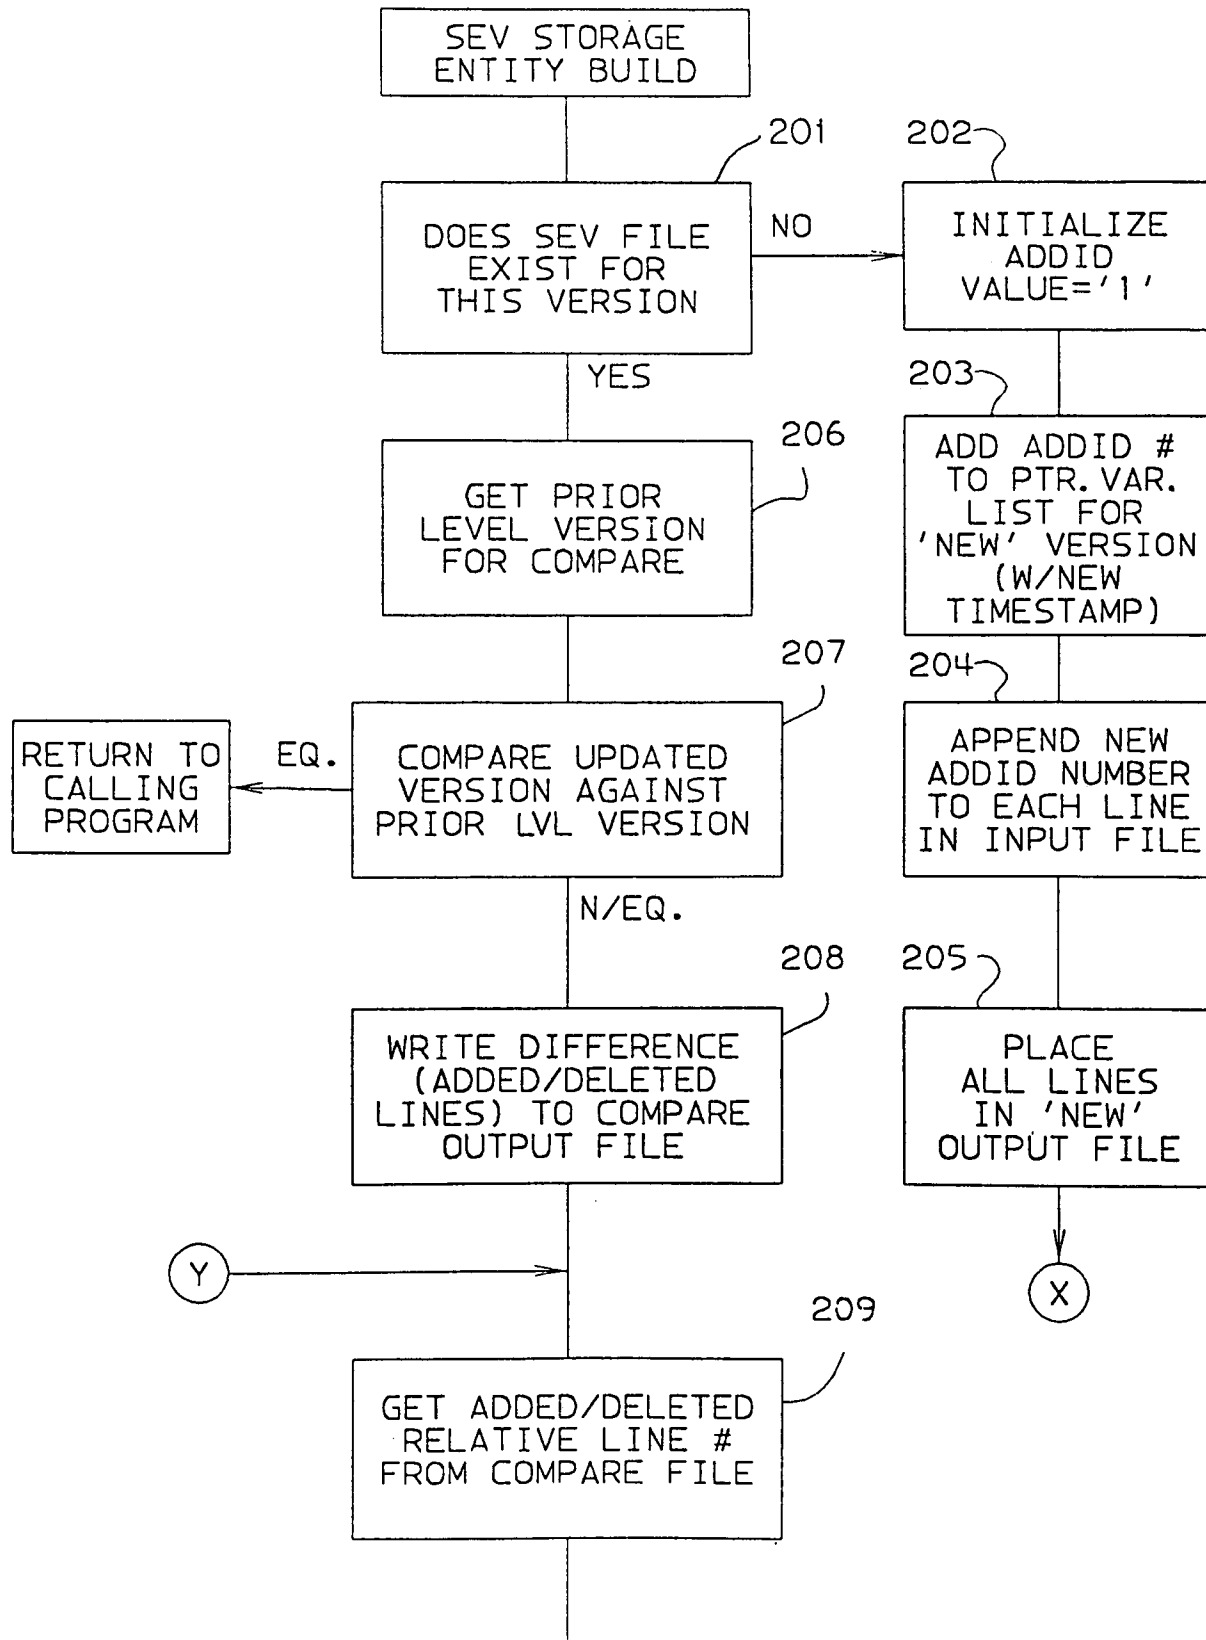 SEV STORAGE
ENTITY BUILD
201
DOES SEV FILE
EXIST FOR
THIS VERSION
NO
YES
202
INITIALIZE
ADDID
VALUE='1'
203
ADD ADDID #
TO PTR.VAR.
LIST FOR
'NEW' VERSION
(W/NEW
TIMESTAMP)
204
APPEND NEW
ADDID NUMBER
TO EACH LINE
IN INPUT FILE
205
PLACE
ALL LINES
IN 'NEW'
OUTPUT FILE
X
206
GET PRIOR
LEVEL VERSION
FOR COMPARE
207
COMPARE UPDATED
VERSION AGAINST
PRIOR LVL VERSION
EQ.
RETURN TO
CALLING
PROGRAM
N/EQ.
208
WRITE DIFFERENCE
(ADDED/DELETED
LINES) TO COMPARE
OUTPUT FILE
Y
209
GET ADDED/DELETED
RELATIVE LINE #
FROM COMPARE FILE